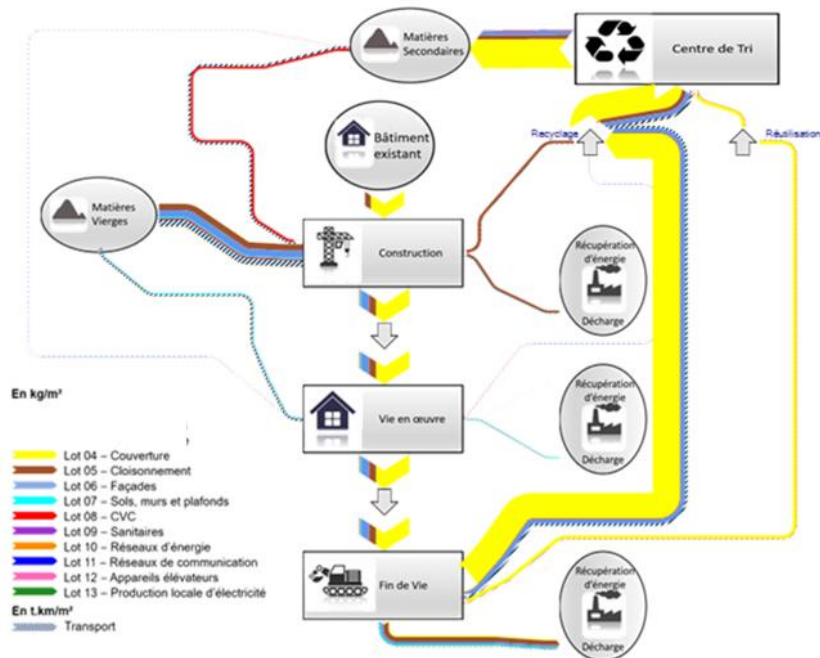 Matières
Secondaires
Centre de Tri
Bâtiment
existant
Recyclage
Réutilisation
Matières
Vierges
Construction
Récupération
d'énergie
Décharge
Vie en œuvre
Récupération
d'énergie
Décharge
Fin de Vie
Récupération
d'énergie
Décharge
En kg/m²
Lot 04 – Couverture
Lot 05 – Cloisonnement
Lot 06 – Façades
Lot 07 – Sols, murs et plafonds
Lot 08 – CVC
Lot 09 – Sanitaires
Lot 10 – Réseaux d'énergie
Lot 11 – Réseaux de communication
Lot 12 – Appareils élévateurs
Lot 13 – Production locale d'électricité
En t.km/m²
Transport